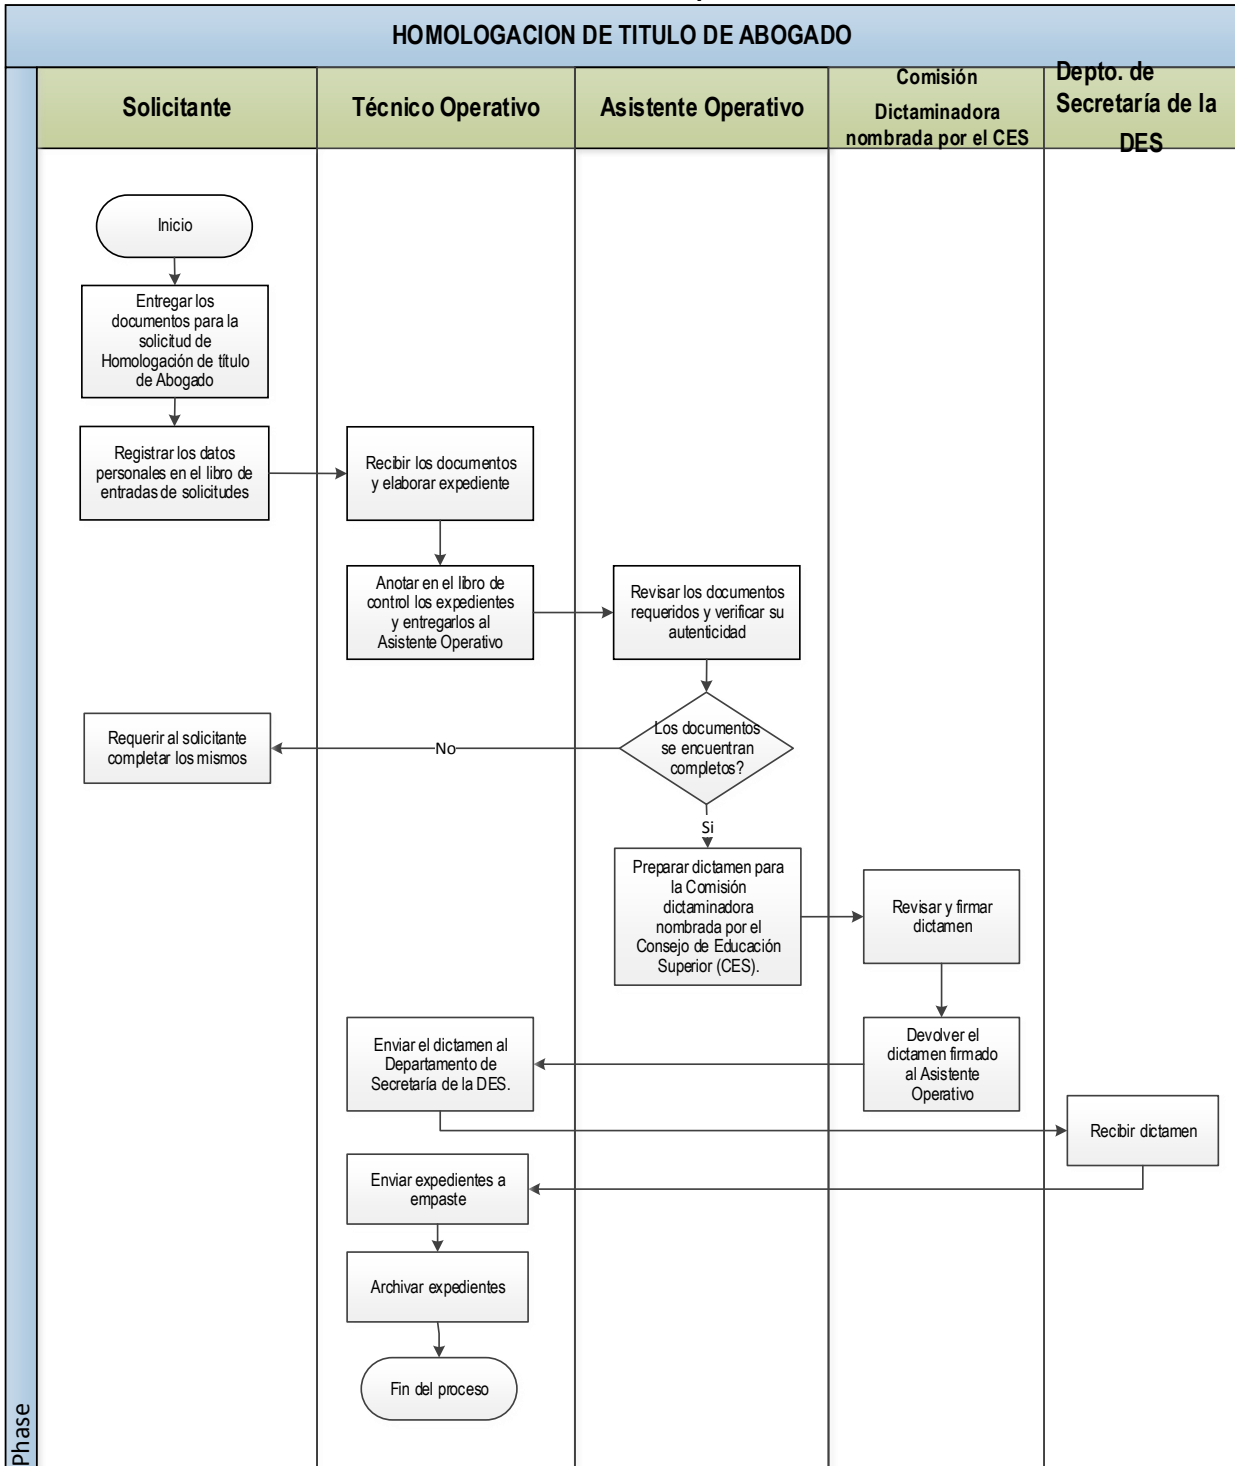 HOMOLOGACION DE TITULO DE ABOGADO
Solicitante
Técnico Operativo
Asistente Operativo
Comisión
Dictaminadora
nombrada por el CES
Depto. de
Secretaría de la
DES
Inicio
Entregar los
documentos para la
solicitud de
Homologación de título
de Abogado
Registrar los datos
personales en el libro de
entradas de solicitudes
Recibir los documentos
y elaborar expediente
Anotar en el libro de
control los expedientes
y entregarlos al
Asistente Operativo
Revisar los documentos
requeridos y verificar su
autenticidad
Los documentos
se encuentran
completos?
No
Requerir al solicitante
completar los mismos
Si
Preparar dictamen para
la Comisión
dictaminadora
nombrada por el
Consejo de Educación
Superior (CES).
Revisar y firmar
dictamen
Devolver el
dictamen firmado
al Asistente
Operativo
Enviar el dictamen al
Departamento de
Secretaría de la DES.
Recibir dictamen
Enviar expedientes a
empaste
Archivar expedientes
Fin del proceso
Phase